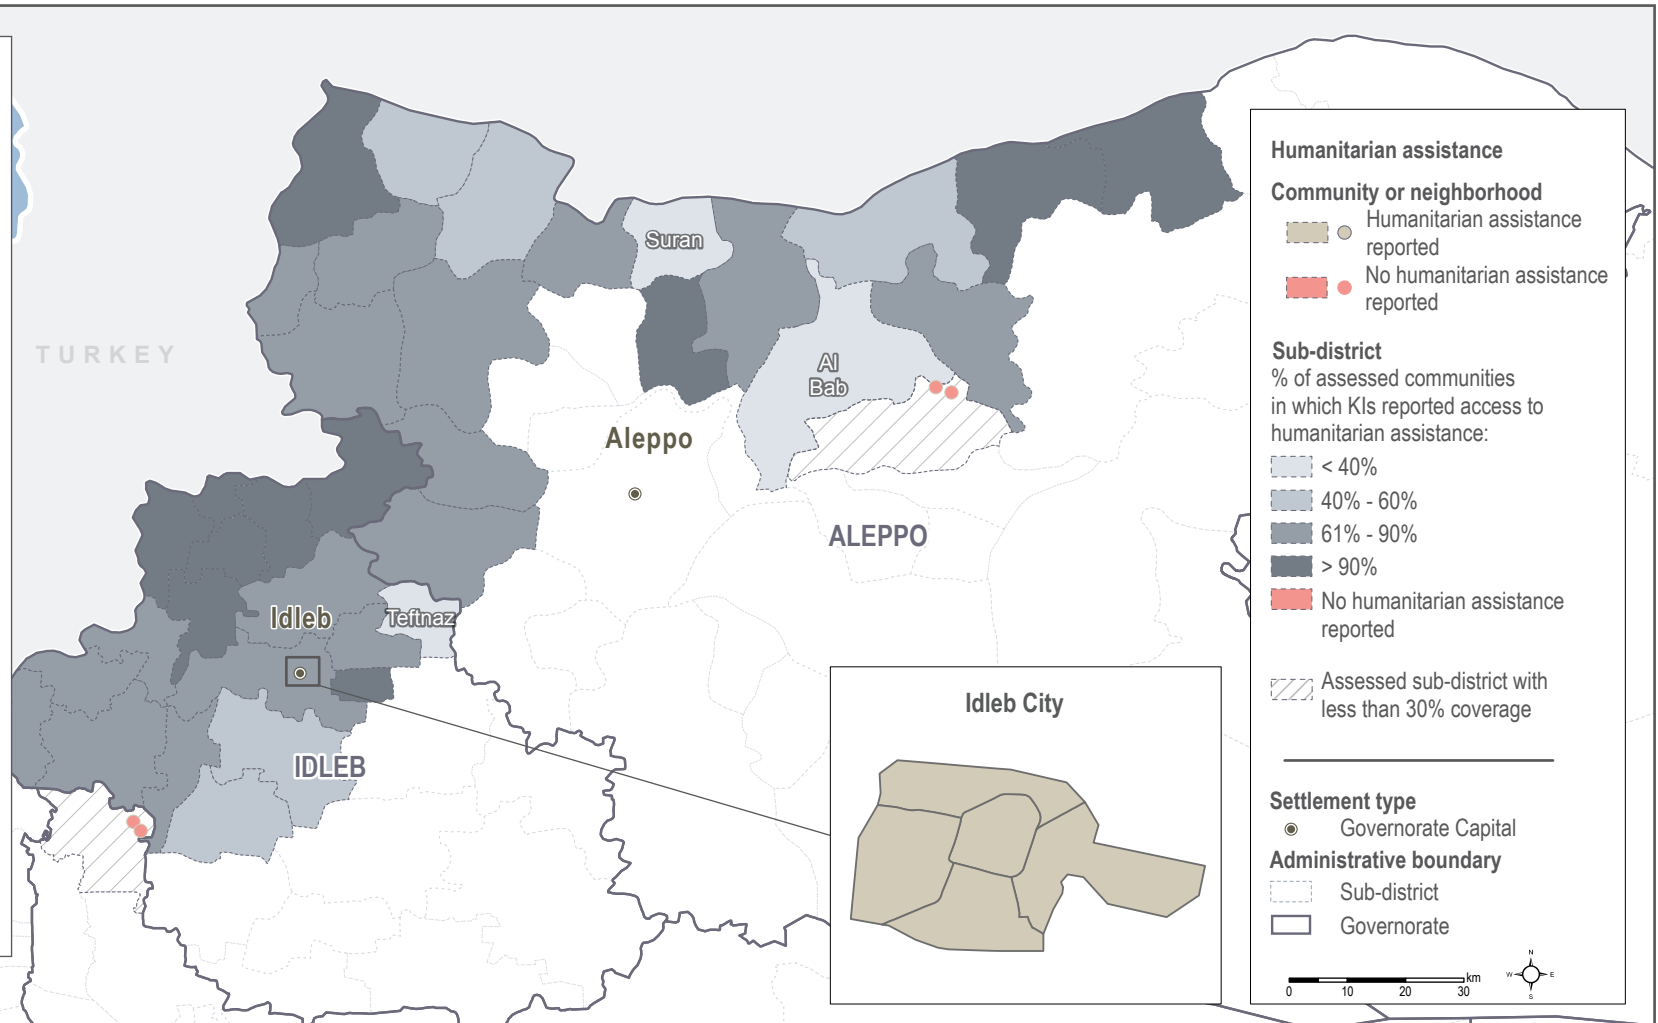 TURKEY
Suran
Al
Bab
Aleppo
ALEPPO
Idleb
Teftnaz
IDLEB
Idleb City
Humanitarian assistance
Community or neighborhood
Humanitarian assistance
reported
No humanitarian assistance
reported
Sub-district
% of assessed communities
in which KIs reported access to
humanitarian assistance:
< 40%
40% - 60%
61% - 90%
> 90%
No humanitarian assistance
reported
Assessed sub-district with
less than 30% coverage
Settlement type
Governorate Capital
Administrative boundary
Sub-district
Governorate
km
0 10 20 30
N
W E
S